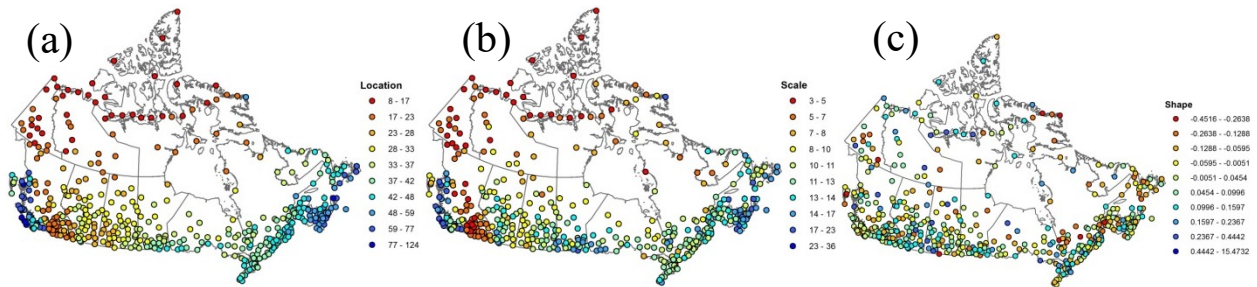 (a)
Location
8 - 17
17 - 23
23 - 28
28 - 33
33 - 37
37 - 42
42 - 48
48 - 59
59 - 77
77 - 124
(b)
Scale
3 - 5
5 - 7
7 - 8
8 - 10
10 - 11
11 - 13
13 - 14
14 - 17
17 - 23
23 - 36
(c)
Shape
-0.4516 - -0.2638
-0.2638 - -0.1288
-0.1288 - -0.0595
-0.0595 - -0.0051
-0.0051 - 0.0454
0.0454 - 0.0996
0.0996 - 0.1597
0.1597 - 0.2367
0.2367 - 0.4442
0.4442 - 15.4732